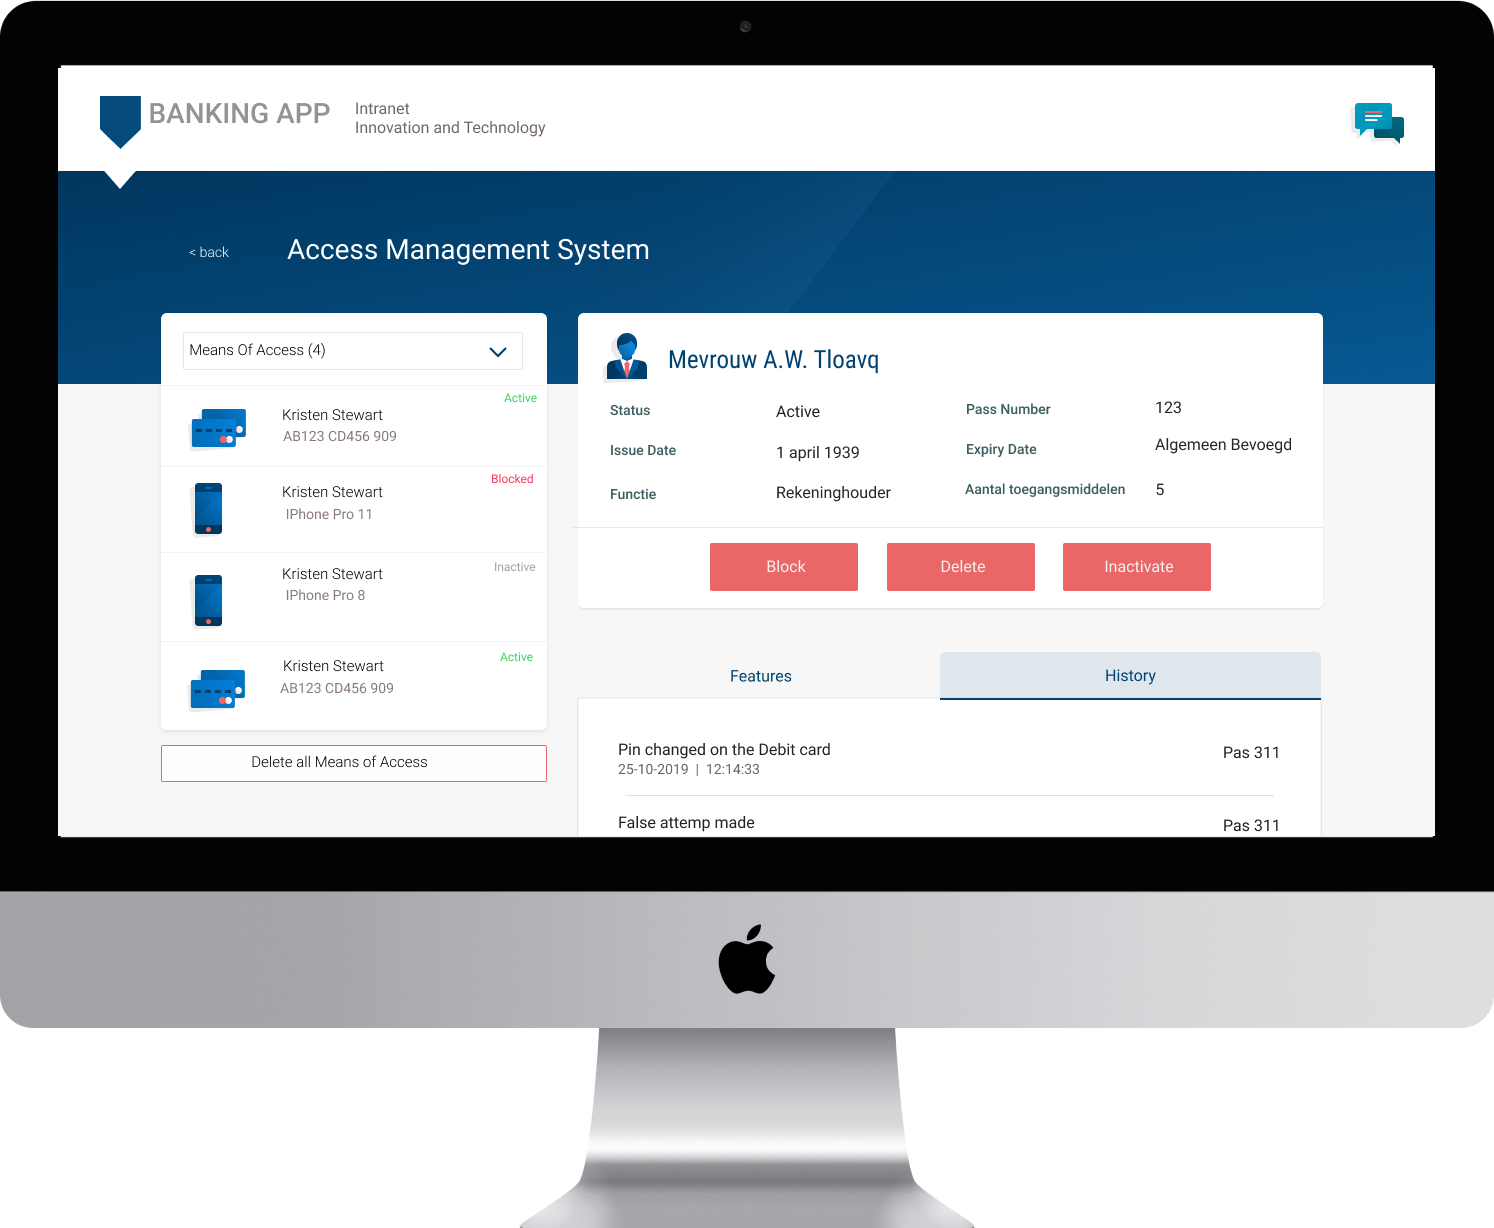 BANKING APP
Intranet
Innovation and Technology
< back
Access Management System
Means Of Access (4)
Active
Kristen Stewart
AB123 CD456 909
Blocked
Kristen Stewart
IPhone Pro 11
Inactive
Kristen Stewart
IPhone Pro 8
Active
Kristen Stewart
AB123 CD456 909
Delete all Means of Access
Mevrouw A.W. Tloavq
Status Active Pass Number 123
Issue Date 1 april 1939 Expiry Date Algemeen Bevoegd
Functie Rekeninghouder Aantal toegangsmiddelen 5
Block Delete Inactivate
Features History
Pin changed on the Debit card Pas 311
25-10-2019 | 12:14:33
False attemp made Pas 311